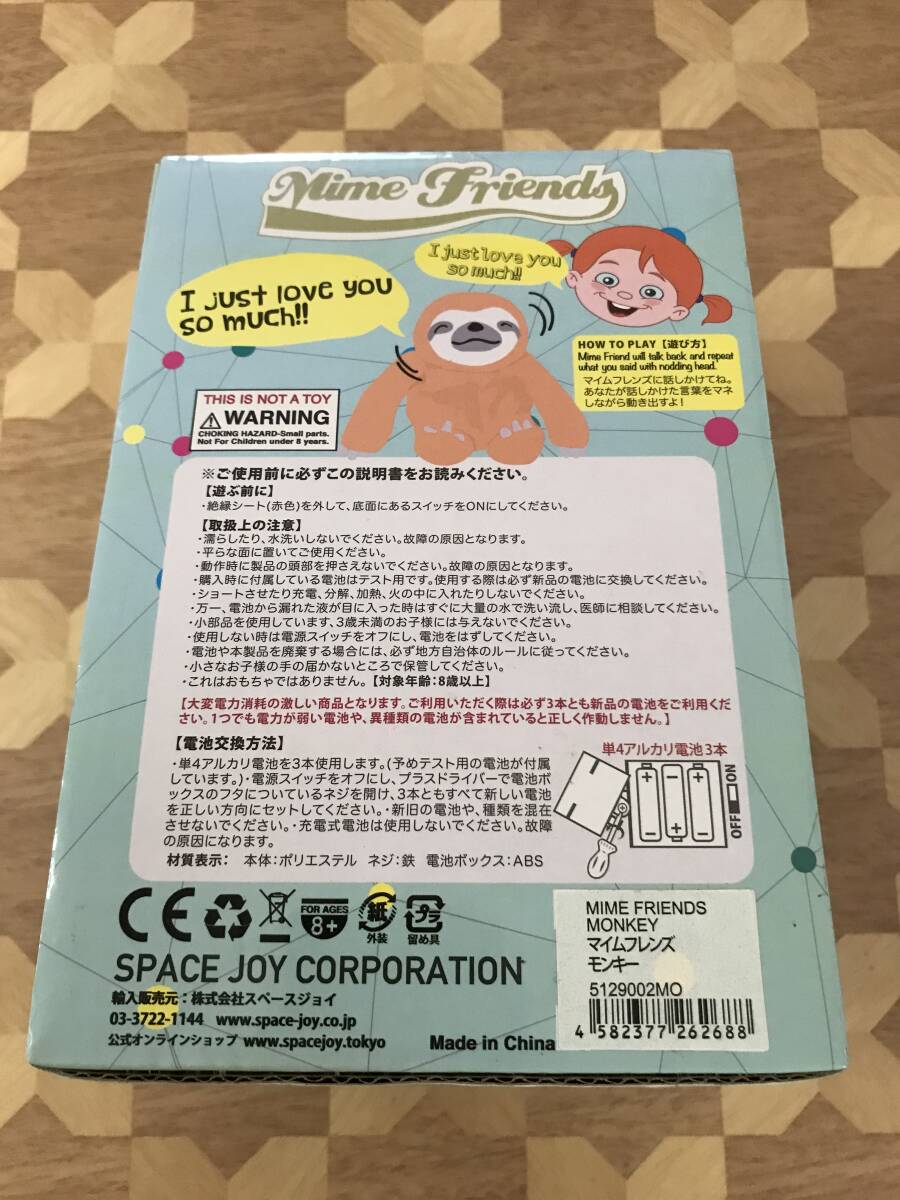 Mime Friends
I just love you
so much!!
I just love you
so much!!
HOW TO PLAY【遊び方】
Mime Friend will talk back and repeat
what you said with nodding head.
マイムフレンズに話しかけてね。
あなたが話しかけた言葉をマネ
しながら動き出すよ！
THIS IS NOT A TOY
WARNING
CHOKING HAZARD-Small parts.
Not For Children under 8 years.
※ご使用前に必ずこの説明書をお読みください。
【遊ぶ前に】
・絶縁シート(赤色)を外して、底面にあるスイッチをONにしてください。
【取扱上の注意】
・濡らしたり、水洗いしないでください。故障の原因となります。
・平らな面に置いてご使用ください。
・動作時に製品の頭部を押さえないでください。故障の原因となります。
・購入時に付属している電池はテスト用です。使用する際は必ず新品の電池に交換してください。
・ショートさせたり充電、分解、加熱、火の中に入れたりしないでください。
・万一、電池から漏れた液が目に入った時はすぐに大量の水で洗い流し、医師に相談してください。
・小部品を使用しています、3歳未満のお子様には与えないでください。
・使用しない時は電源スイッチをオフにし、電池をはずしてください。
・電池や本製品を廃棄する場合には、必ず地方自治体のルールに従ってください。
・小さなお子様の手の届かないところで保管してください。
・これはおもちゃではありません。【対象年齢:8歳以上】
【大変電力消耗の激しい商品となります。ご利用いただく際は必ず3本とも新品の電池をご利用くだ
さい。1つでも電力が弱い電池や、異種類の電池が含まれていると正しく作動しません。】
【電池交換方法】
・単4アルカリ電池を3本使用します。(予めテスト用の電池が付属
しています。)・電源スイッチをオフにし、プラスドライバーで電池ボ
ックスのフタについているネジを開け、3本ともすべて新しい電池
を正しい方向にセットしてください。・新旧の電池や、種類を混在
させないでください。・充電式電池は使用しないでください。故障
の原因になります。
単4アルカリ電池3本
OFF ON
材質表示: 本体:ポリエステル ネジ:鉄 電池ボックス:ABS
CE
FOR AGES
8+
紙
外装
プラ
留め具
SPACE JOY CORPORATION
輸入販売元：株式会社スペースジョイ
03-3722-1144 www.space-joy.co.jp
公式オンラインショップ www.spacejoy.tokyo
Made in China
MIME FRIENDS
MONKEY
マイムフレンズ
モンキー
5129002MO
4 582377 262688